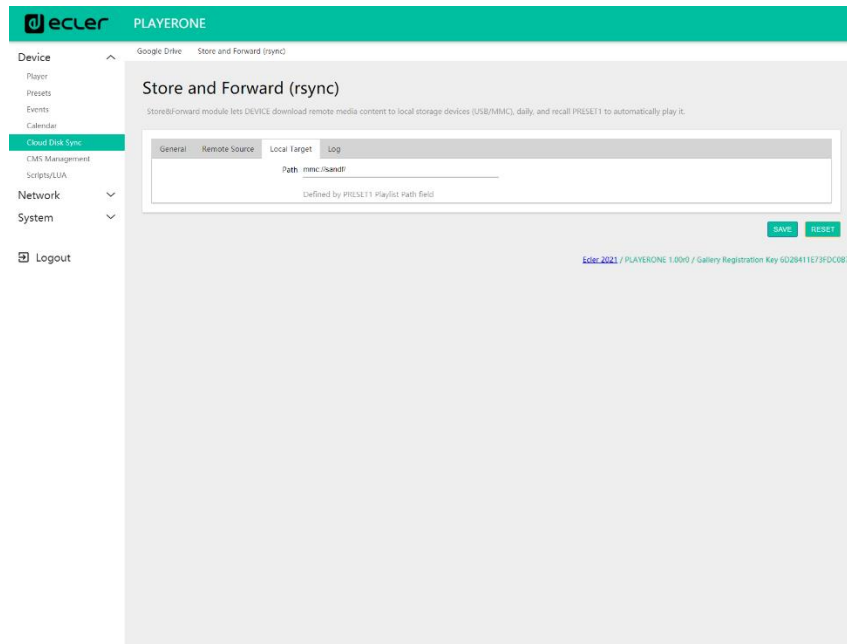 ecler PLAYERONE
Device
Player
Presets
Events
Calendar
Cloud Disk Sync
CMS Management
Scripts/LUA
Network
System
Logout
Google Drive Store and Forward (rsync)
Store and Forward (rsync)
Store&Forward module lets DEVICE download remote media content to local storage devices (USB/MMC), daily, and recall PRESET1 to automatically play it.
General Remote Source Local Target Log
Path mmc://sandf/
Defined by PRESET1 Playlist Path field
SAVE RESET
Ecler 2021 / PLAYERONE 1.00r0 / Gallery Registration Key